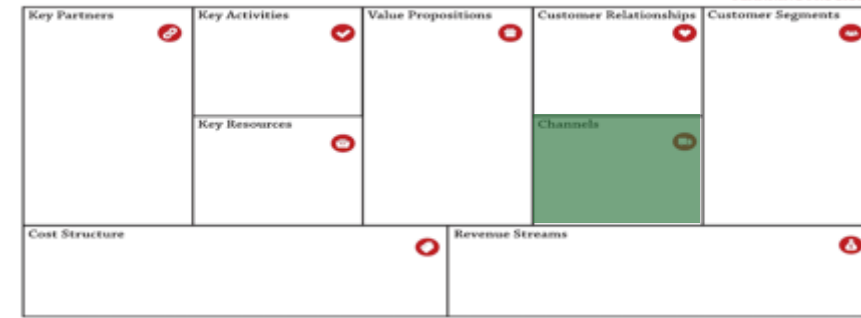 Key Partners
Key Activities
Value Propositions
Customer Relationships
Customer Segments
Key Resources
Channels
Cost Structure
Revenue Streams